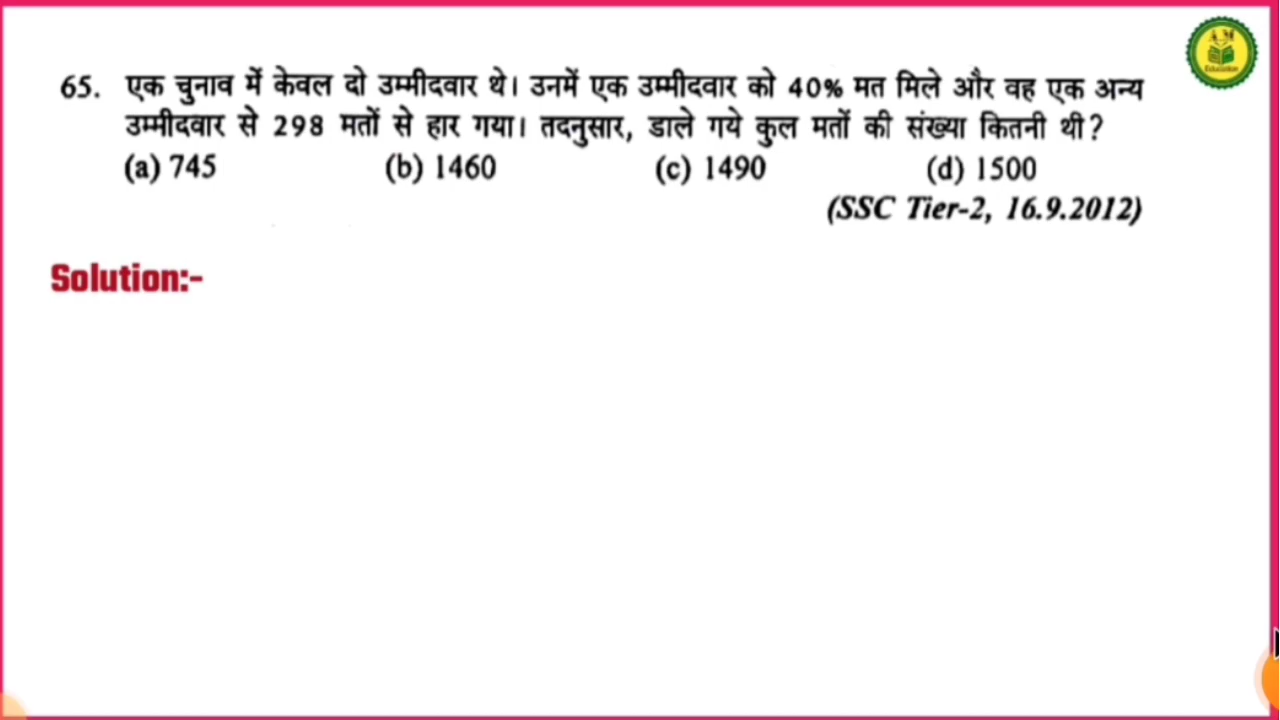 65. एक चुनाव में केवल दो उम्मीदवार थे। उनमें एक उम्मीदवार को 40% मत मिले और वह एक अन्य
उम्मीदवार से 298 मतों से हार गया। तदनुसार, डाले गये कुल मतों की संख्या कितनी थी?
(a) 745 (b) 1460 (c) 1490 (d) 1500
(SSC Tier-2, 16.9.2012)
Solution:-